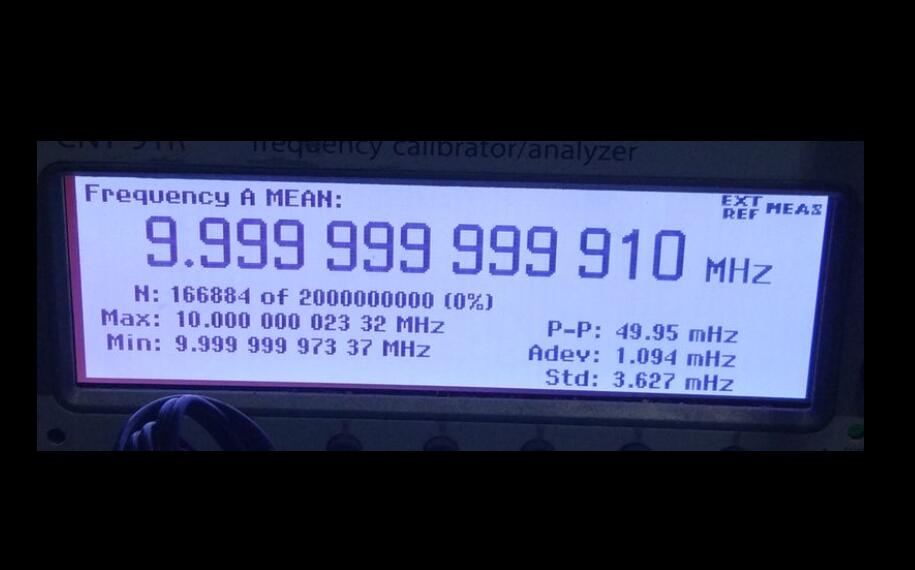 CNT-91R frequency calibrator/analyzer
Frequency A MEAN:
EXT REF MEAS
9.999 999 999 910 MHz
N: 166884 of 2000000000 (0%)
Max: 10.000 000 023 32 MHz
P-P: 49.95 mHz
Min: 9.999 999 973 37 MHz
Adev: 1.094 mHz
Std: 3.627 mHz